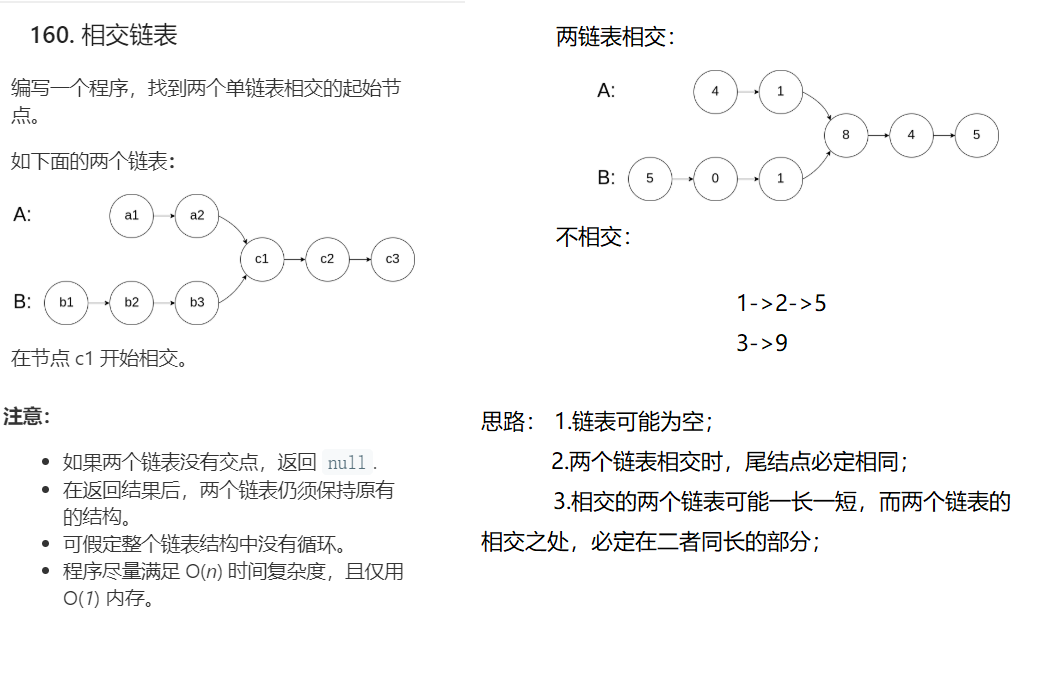 160. 相交链表
编写一个程序，找到两个单链表相交的起始节
点。
如下面的两个链表：
A:
a1
a2
c1
c2
c3
B:
b1
b2
b3
在节点 c1 开始相交。
注意：
如果两个链表没有交点，返回 null .
在返回结果后，两个链表仍须保持原有
的结构。
可假定整个链表结构中没有循环。
程序尽量满足 O(n) 时间复杂度，且仅用
O(1) 内存。
两链表相交：
A:
4
1
8
4
5
B:
5
0
1
不相交：
1->2->5
3->9
思路： 1.链表可能为空；
2.两个链表相交时，尾结点必定相同；
3.相交的两个链表可能一长一短，而两个链表的
相交之处，必定在二者同长的部分；